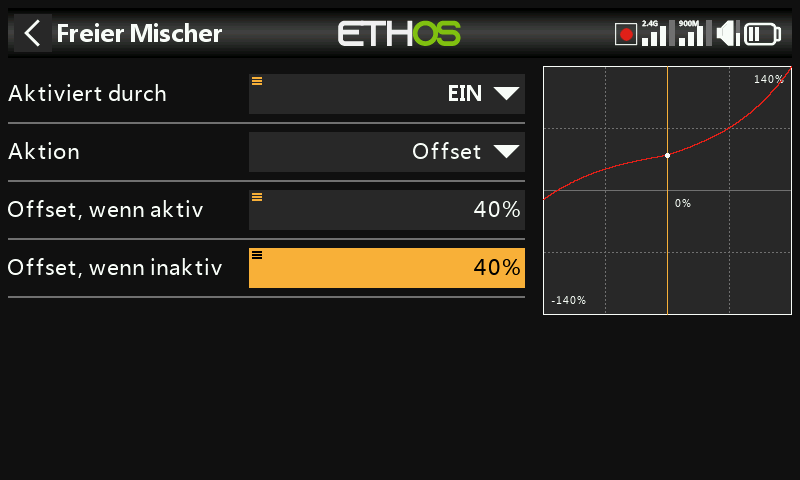 Freier Mischer
ETHOS
2.4G
900M
Aktiviert durch
EIN
Aktion
Offset
Offset, wenn aktiv
40%
Offset, wenn inaktiv
40%
140%
0%
-140%